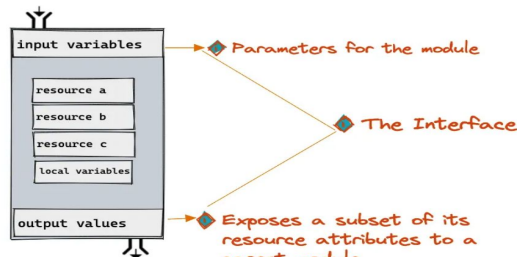 input variables
Parameters for the module
resource a
resource b
resource c
The Interface
local variables
output values
Exposes a subset of its
resource attributes to a